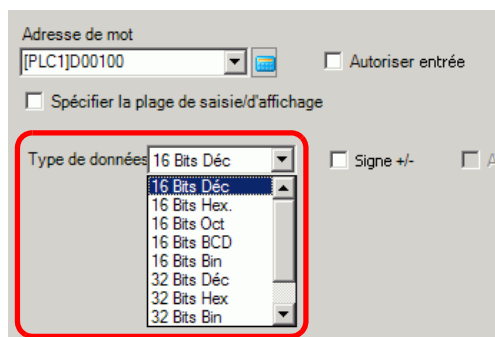 Adresse de mot
[PLC1]D00100 Autoriser entrée
Spécifier la plage de saisie/d'affichage
Type de données 16 Bits Déc Signe +/- A
16 Bits Déc
16 Bits Hex.
16 Bits Oct
16 Bits BCD
16 Bits Bin
32 Bits Déc
32 Bits Hex
32 Bits Bin